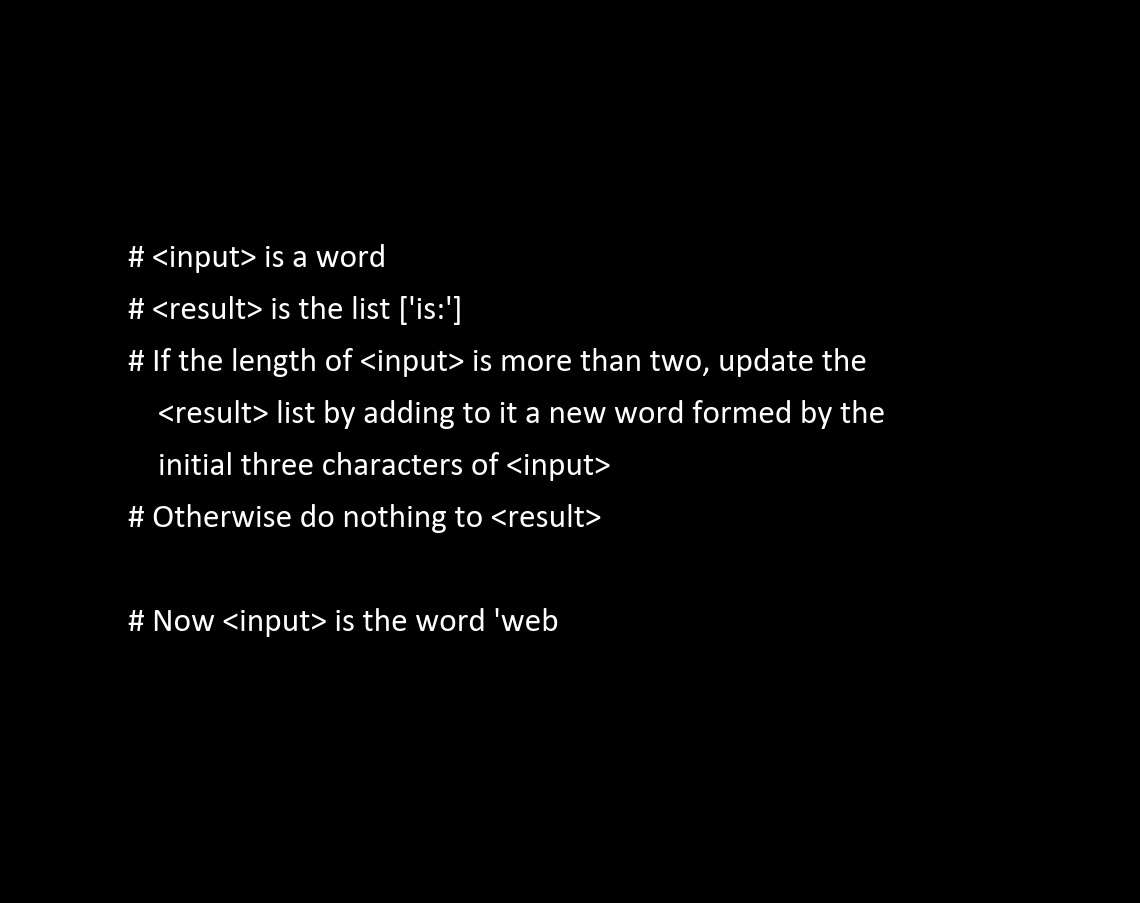 # <input> is a word
# <result> is the list ['is:']
# If the length of <input> is more than two, update the
<result> list by adding to it a new word formed by the
initial three characters of <input>
# Otherwise do nothing to <result>
# Now <input> is the word 'web